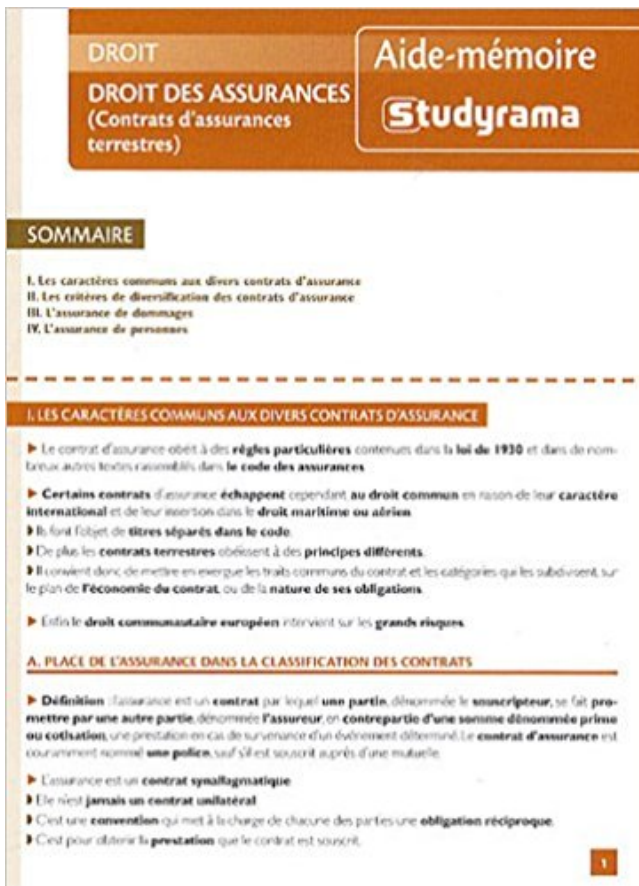 DROIT
DROIT DES ASSURANCES
(Contrats d'assurances
terrestres)
Aide-mémoire
Studyrama
SOMMAIRE
I. Les caractères communs aux divers contrats d'assurance
II. Les critères de diversification des contrats d'assurance
III. L'assurance de dommages
IV. L'assurance de personnes
I. LES CARACTÈRES COMMUNS AUX DIVERS CONTRATS D'ASSURANCE
▶ Le contrat d'assurance obéit à des règles particulières contenues dans la loi de 1930 et dans de nom-
breux autres textes rassemblés dans le code des assurances.
▶ Certains contrats d'assurance échappent cependant au droit commun en raison de leur caractère
international et de leur insertion dans le droit maritime ou aérien.
Ils font l'objet de titres séparés dans le code.
De plus les contrats terrestres obéissent à des principes différents.
Il convient donc de mettre en exergue les traits communs du contrat et les catégories qui les subdivisent, sur
le plan de l'économie du contrat, ou de la nature de ses obligations.
▶ Enfin le droit communautaire européen intervient sur les grands risques.
A. PLACE DE L'ASSURANCE DANS LA CLASSIFICATION DES CONTRATS
▶ Définition : l'assurance est un contrat par lequel une partie, dénommée le souscripteur, se fait pro-
mettre par une autre partie, dénommée l'assureur, en contrepartie d'une somme dénommée prime
ou cotisation, une prestation en cas de survenance d'un événement déterminé. Le contrat d'assurance est
couramment nommé une police, sauf s'il est souscrit auprès d'une mutuelle.
▶ L'assurance est un contrat synallagmatique.
Elle n'est jamais un contrat unilatéral.
C'est une convention qui met à la charge de chacune des parties une obligation réciproque.
C'est pour obtenir la prestation que le contrat est souscrit.
1